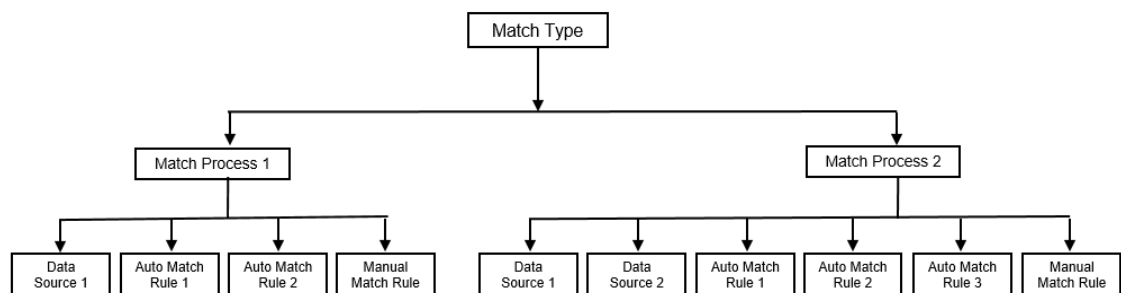 Match Type
Match Process 1
Match Process 2
Data
Source 1
Auto Match
Rule 1
Auto Match
Rule 2
Manual
Match Rule
Data
Source 1
Data
Source 2
Auto Match
Rule 1
Auto Match
Rule 2
Auto Match
Rule 3
Manual
Match Rule